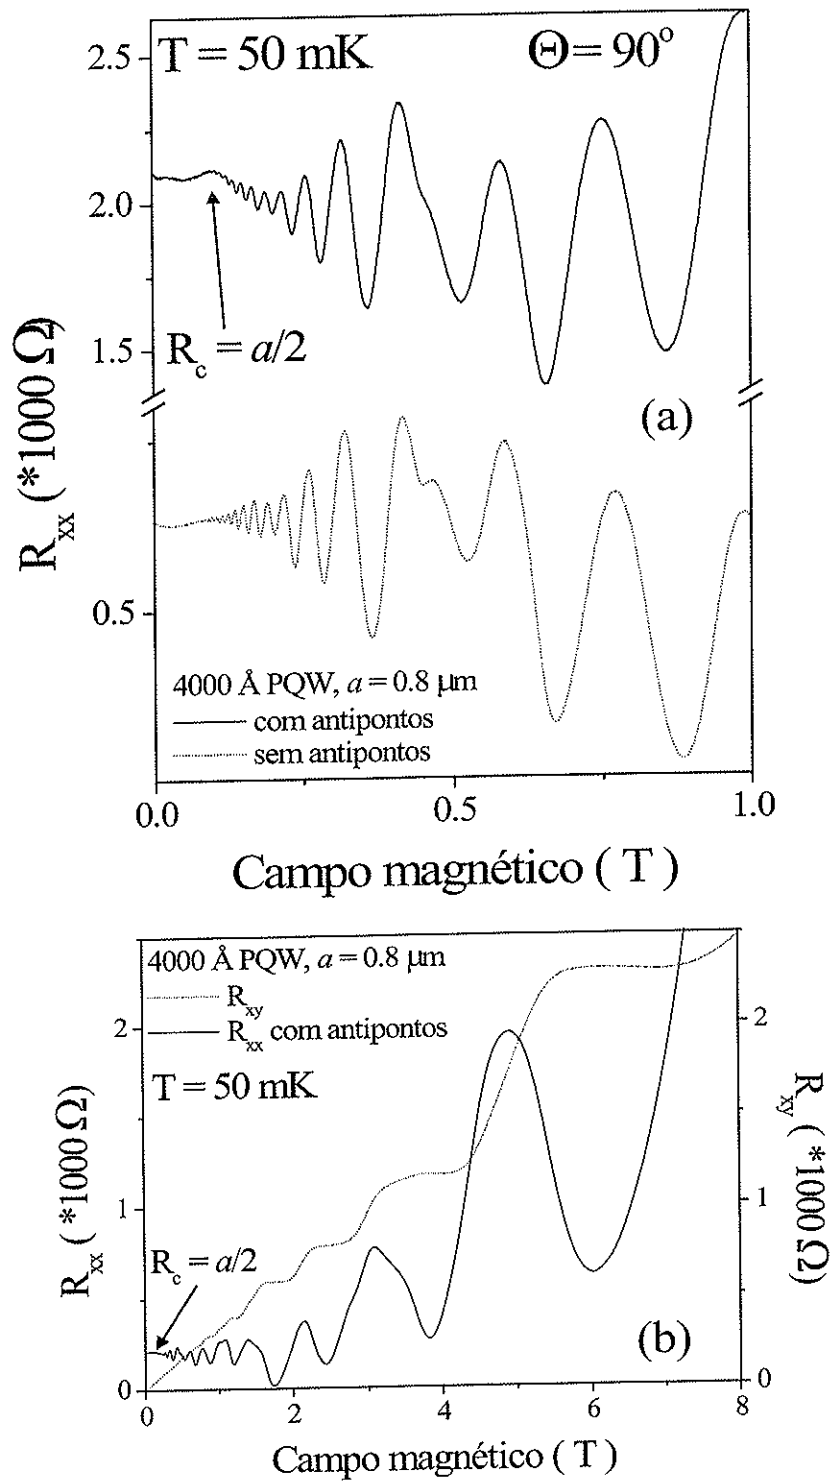 T = 50 mK
Θ = 90°
2.5
2.0
1.5
0.5
R_c = a/2
(a)
R_xx (*1000 Ω)
4000 Å PQW, a = 0.8 μm
com antipontos
sem antipontos
0.0
0.5
1.0
Campo magnético ( T )
4000 Å PQW, a = 0.8 μm
R_xy
R_xx com antipontos
T = 50 mK
R_c = a/2
(b)
R_xx ( *1000 Ω)
2
1
0
R_xy ( *1000 Ω)
2
1
0
0
2
4
6
8
Campo magnético ( T )